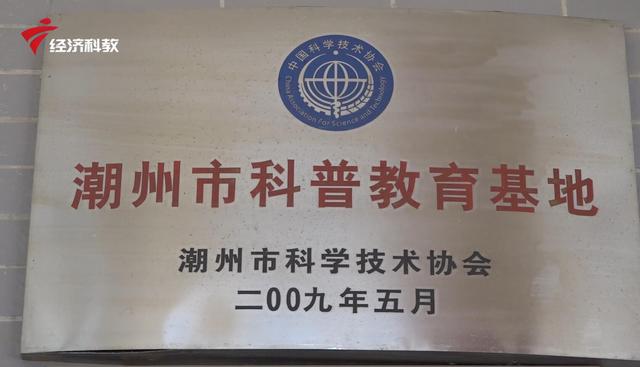 经济科教
中国科学技术协会
China Association For Science and Technology
潮州市科普教育基地
潮州市科学技术协会
二00九年五月